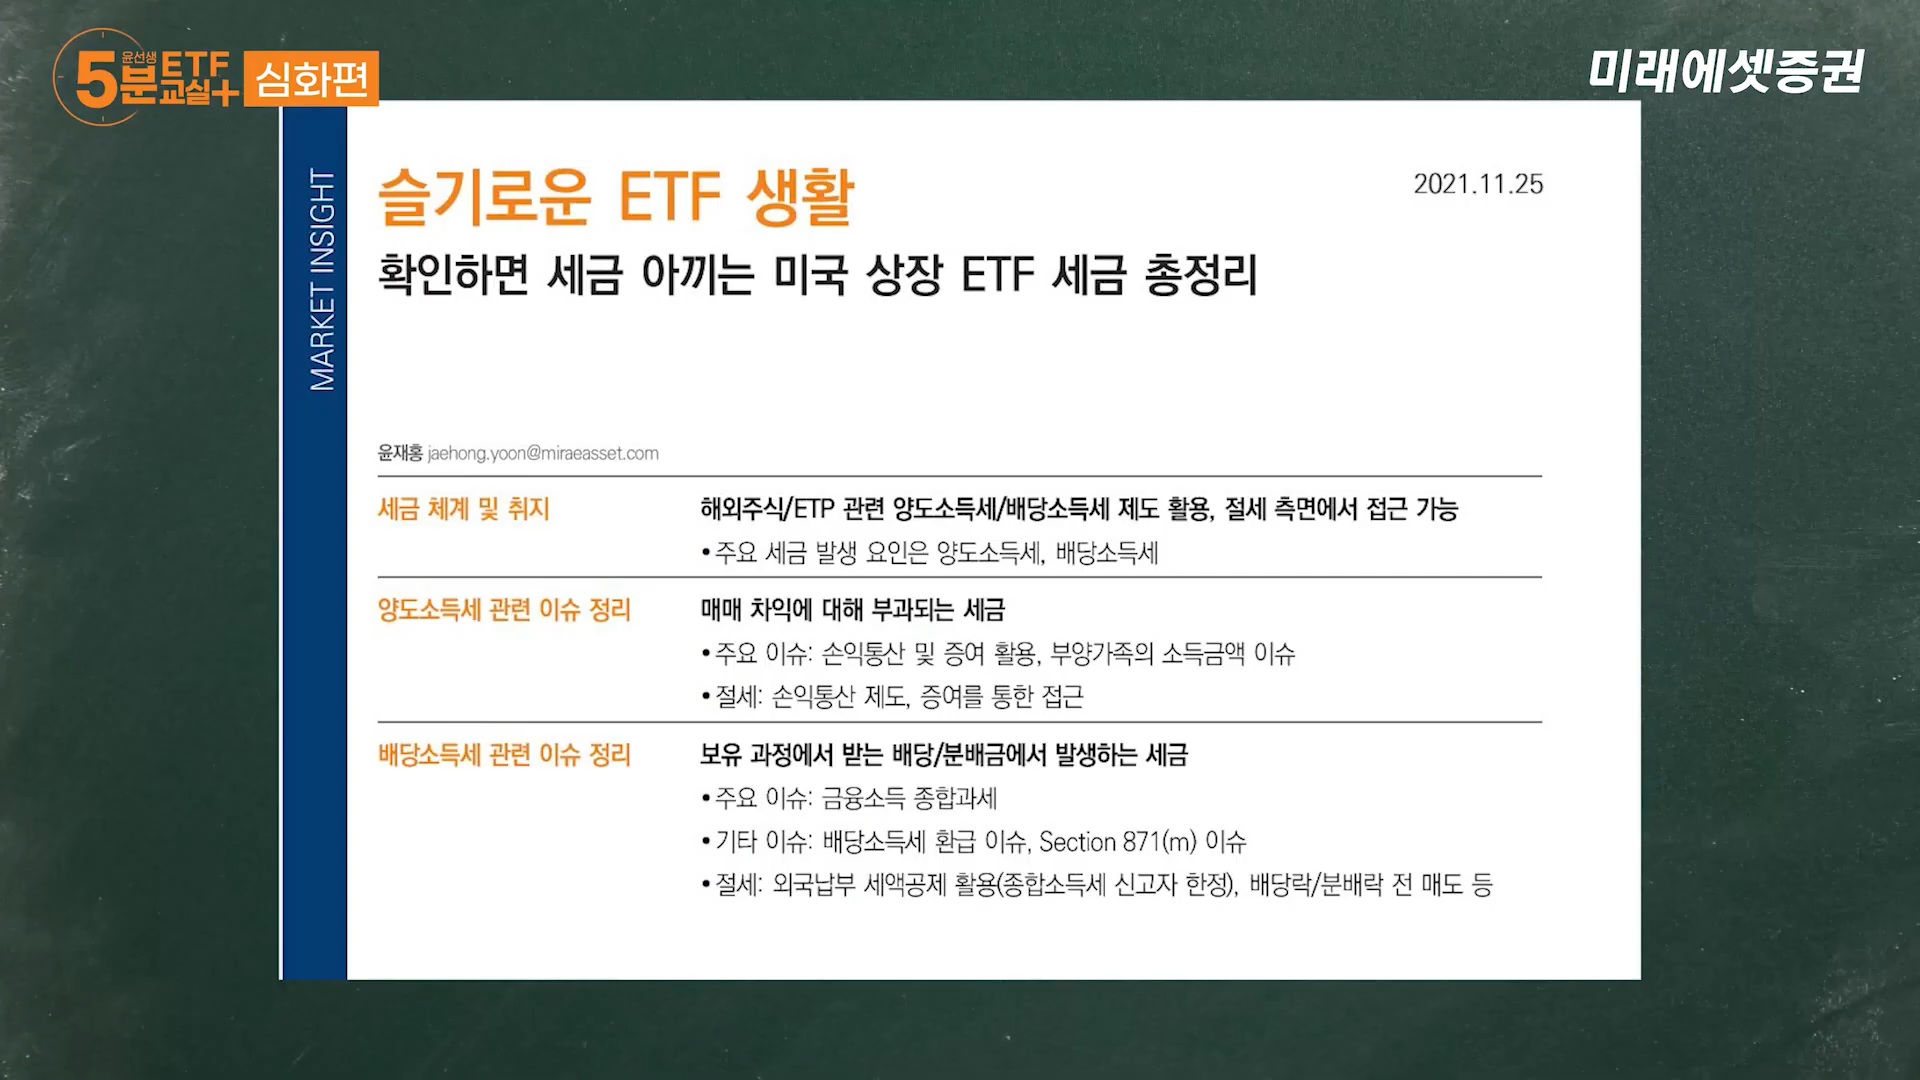 5분 윤선생 ETF 교실+ 심화편
미래에셋증권
MARKET INSIGHT
슬기로운 ETF 생활
2021.11.25
확인하면 세금 아끼는 미국 상장 ETF 세금 총정리
윤재홍 jaehong.yoon@miraeasset.com
세금 체계 및 취지
해외주식/ETP 관련 양도소득세/배당소득세 제도 활용, 절세 측면에서 접근 가능
• 주요 세금 발생 요인은 양도소득세, 배당소득세
양도소득세 관련 이슈 정리
매매 차익에 대해 부과되는 세금
• 주요 이슈: 손익통산 및 증여 활용, 부양가족의 소득금액 이슈
• 절세: 손익통산 제도, 증여를 통한 접근
배당소득세 관련 이슈 정리
보유 과정에서 받는 배당/분배금에서 발생하는 세금
• 주요 이슈: 금융소득 종합과세
• 기타 이슈: 배당소득세 환급 이슈, Section 871(m) 이슈
• 절세: 외국납부 세액공제 활용(종합소득세 신고자 한정), 배당락/분배락 전 매도 등